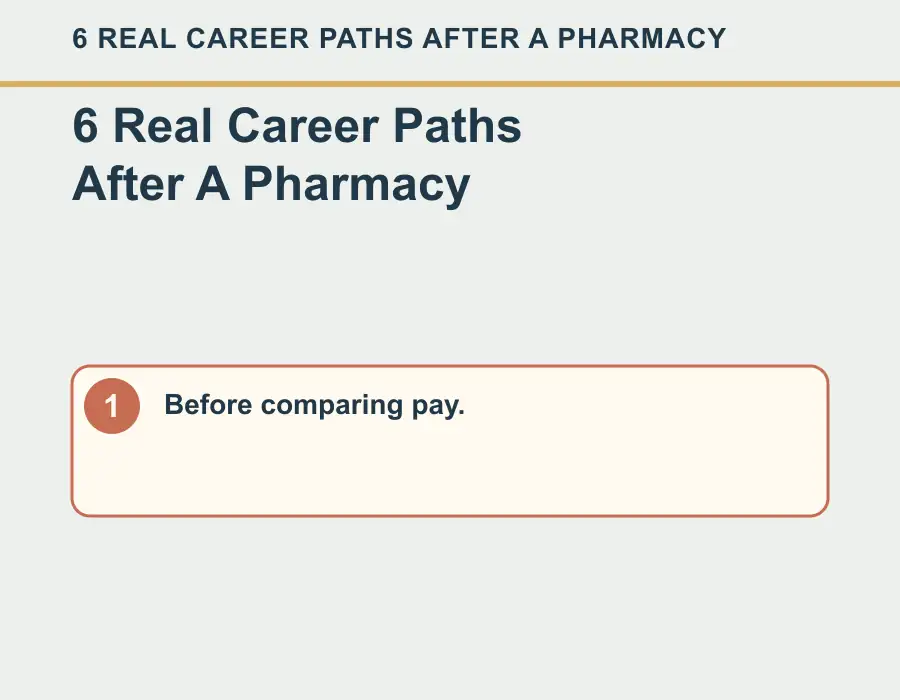 6 REAL CAREER PATHS AFTER A PHARMACY
6 Real Career Paths
After A Pharmacy
1
Before comparing pay.